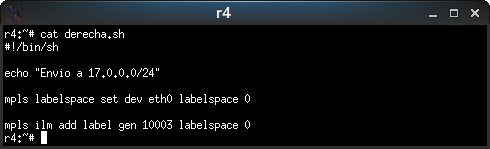 r4
r4:~# cat derecha.sh
#!/bin/sh
echo "Envio a 17.0.0.0/24"
mpls labelspace set dev eth0 labelspace 0
mpls ilm add label gen 10003 labelspace 0
r4:~#